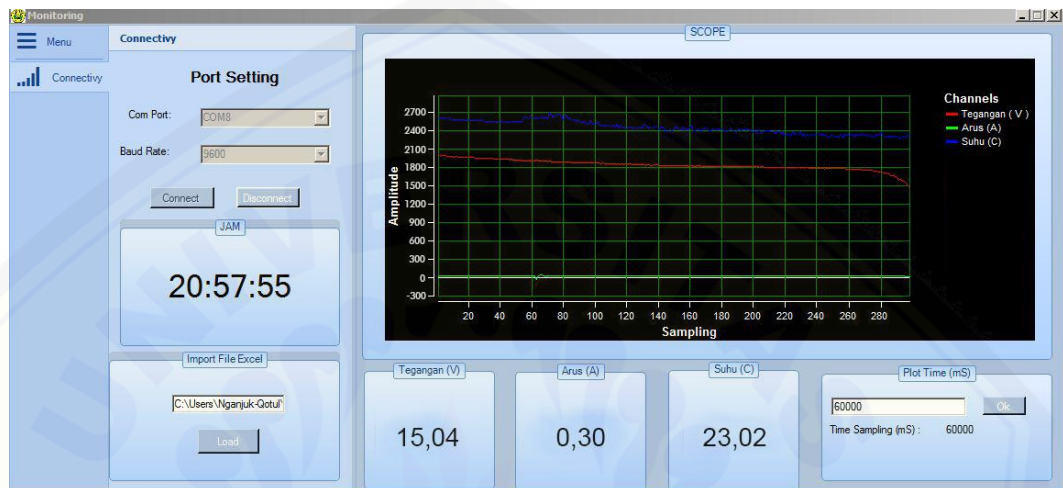 Monitoring
Menu
Connectivy
Connectivy
Port Setting
Com Port:
COM8
Baud Rate:
9600
Connect
Disconnect
JAM
20:57:55
Import File Excel
C:\Users\Nganjuk-Qotul
Load
SCOPE
Amplitude
2700
2400
2100
1800
1500
1200
900
600
300
0
-300
20 40 60 80 100 120 140 160 180 200 220 240 260 280
Sampling
Channels
Tegangan ( V )
Arus (A)
Suhu (C)
Tegangan (V)
15,04
Arus (A)
0,30
Suhu (C)
23,02
Plot Time (mS)
60000
Ok
Time Sampling (mS) : 60000